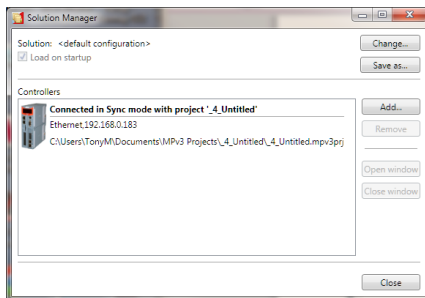 Solution Manager
Solution: <default configuration>
Change...
Load on startup
Save as...
Controllers
Connected in Sync mode with project '_4_Untitled'
Add...
Ethernet,192.168.0.183
Remove
C:\Users\TonyM\Documents\MPv3 Projects\_4_Untitled\_4_Untitled.mpv3prj
Open window
Close window
Close